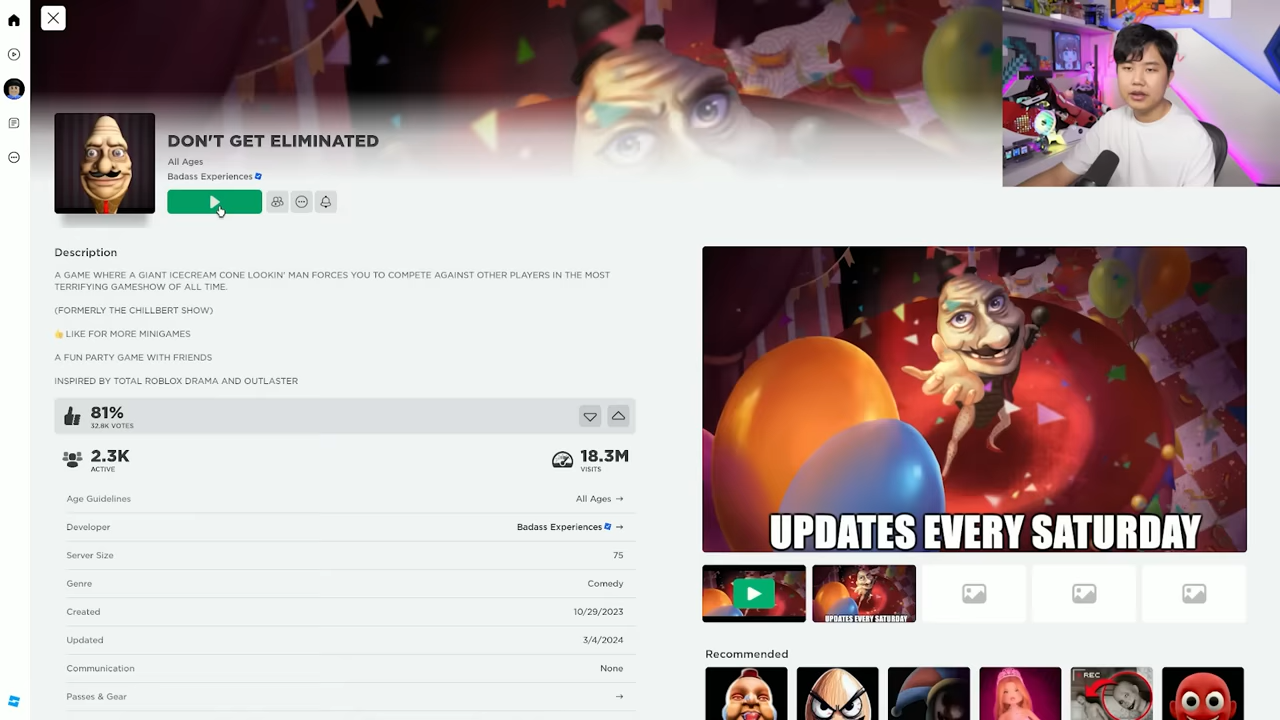 DON'T GET ELIMINATED
All Ages
Badass Experiences
Description
A GAME WHERE A GIANT ICECREAM CONE LOOKIN' MAN FORCES YOU TO COMPETE AGAINST OTHER PLAYERS IN THE MOST
TERRIFYING GAMESHOW OF ALL TIME.
(FORMERLY THE CHILLBERT SHOW)
👍 LIKE FOR MORE MINIGAMES
A FUN PARTY GAME WITH FRIENDS
INSPIRED BY TOTAL ROBLOX DRAMA AND OUTLASTER
81%
32.8K VOTES
2.3K
ACTIVE
18.3M
VISITS
Age Guidelines All Ages →
Developer Badass Experiences →
Server Size 75
Genre Comedy
Created 10/29/2023
Updated 3/4/2024
Communication None
Passes & Gear →
UPDATES EVERY SATURDAY
UPDATES EVERY SATURDAY
Recommended
REC